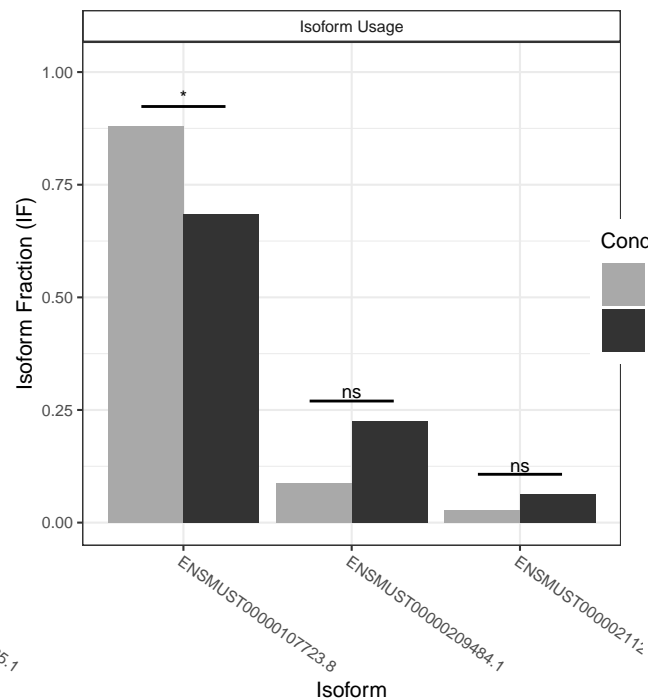 Isoform Usage
1.00
0.75
0.50
0.25
0.00
Isoform Fraction (IF)
*
ns
ns
ENSMUST00000107723.8
ENSMUST00000209484.1
Isoform